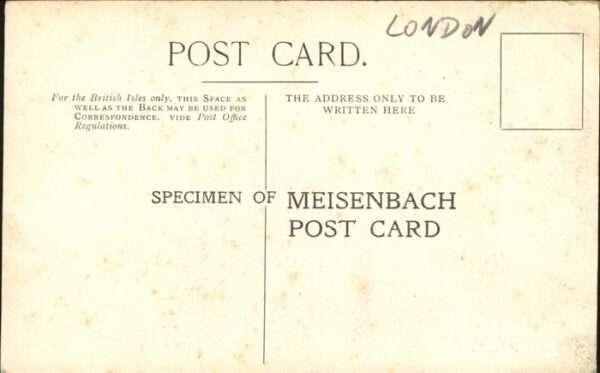 LONDON
POST CARD.
For the British Isles only, THIS SPACE AS
WELL AS THE BACK MAY BE USED FOR
CORRESPONDENCE. VIDE Post Office
Regulations.
THE ADDRESS ONLY TO BE
WRITTEN HERE
SPECIMEN OF MEISENBACH
POST CARD